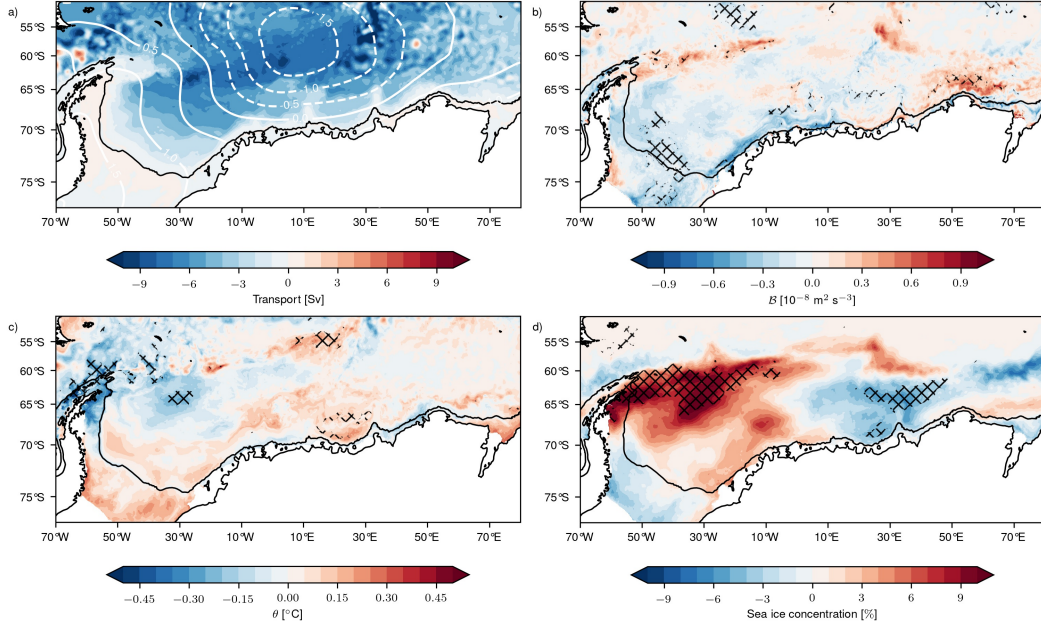 a)
b)
55°S
60°S
65°S
70°S
75°S
0.5
−1.5
−1.0
−0.5
1.0
55°S
60°S
65°S
70°S
75°S
70°W 50°W 30°W 10°W 10°E 30°E 50°E 70°E
70°W 50°W 30°W 10°W 10°E 30°E 50°E 70°E
−9 −6 −3 0 3 6 9
Transport [Sv]
−0.9 −0.6 −0.3 0.0 0.3 0.6 0.9
ℬ [10⁻⁸ m² s⁻³]
c)
d)
55°S
60°S
65°S
70°S
75°S
55°S
60°S
65°S
70°S
75°S
70°W 50°W 30°W 10°W 10°E 30°E 50°E 70°E
70°W 50°W 30°W 10°W 10°E 30°E 50°E 70°E
−0.45 −0.30 −0.15 0.00 0.15 0.30 0.45
θ [°C]
−9 −6 −3 0 3 6 9
Sea ice concentration [%]